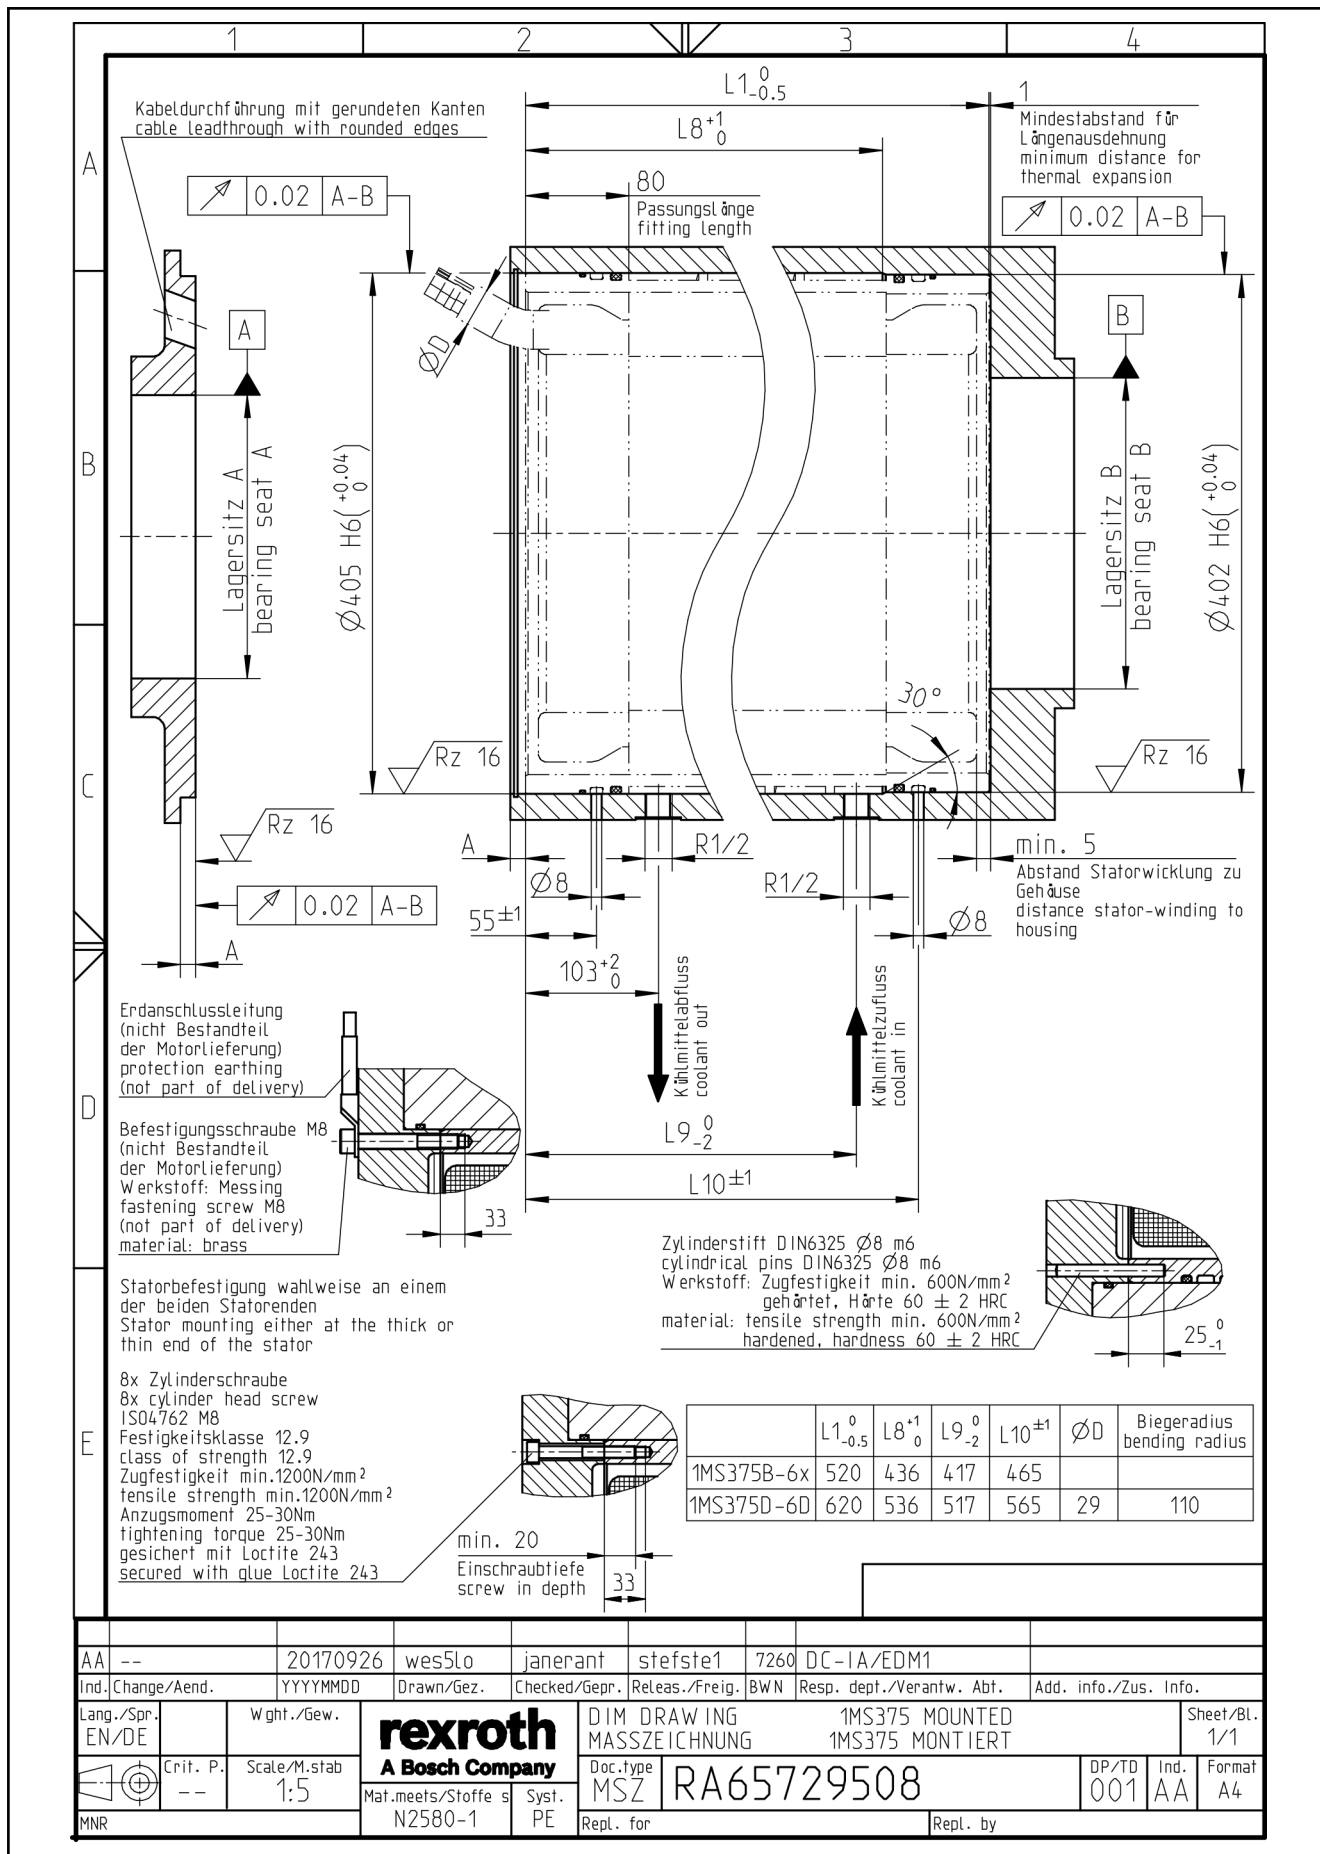 1 2 3 4
Kabeldurchführung mit gerundeten Kanten
cable leadthrough with rounded edges
L1 0 -0.5
1
Mindestabstand für
Längenausdehnung
minimum distance for
thermal expansion
L8 +1 0
80
Passungslänge
fitting length
A
0.02 A-B
0.02 A-B
ØD
A
B
B
Lagersitz A
bearing seat A
Ø405 H6( +0.04 0 )
Lagersitz B
bearing seat B
Ø402 H6( +0.04 0 )
30°
C
Rz 16
Rz 16
Rz 16
0.02 A-B
A
A
R1/2
Ø8
R1/2
Ø8
min. 5
Abstand Statorwicklung zu
Gehäuse
distance stator-winding to
housing
55±1
103 +2 0
Kühlmittelabfluss
coolant out
Kühlmittelzufluss
coolant in
L9 0 -2
L10±1
D
Erdanschlussleitung
(nicht Bestandteil
der Motorlieferung)
protection earthing
(not part of delivery)
Befestigungsschraube M8
(nicht Bestandteil
der Motorlieferung)
Werkstoff: Messing
fastening screw M8
(not part of delivery)
material: brass
33
Zylinderstift DIN6325 Ø8 m6
cylindrical pins DIN6325 Ø8 m6
Werkstoff: Zugfestigkeit min. 600N/mm²
gehärtet, Härte 60 ± 2 HRC
material: tensile strength min. 600N/mm²
hardened, hardness 60 ± 2 HRC
25 0 -1
Statorbefestigung wahlweise an einem
der beiden Statorenden
Stator mounting either at the thick or
thin end of the stator
E
8x Zylinderschraube
8x cylinder head screw
ISO4762 M8
Festigkeitsklasse 12.9
class of strength 12.9
Zugfestigkeit min.1200N/mm²
tensile strength min.1200N/mm²
Anzugsmoment 25-30Nm
tightening torque 25-30Nm
gesichert mit Loctite 243
secured with glue Loctite 243
min. 20
Einschraubtiefe
screw in depth
33
L1 0 -0.5 L8 +1 0 L9 0 -2 L10±1 ØD Biegeradius
bending radius
1MS375B-6x 520 436 417 465
1MS375D-6D 620 536 517 565 29 110
AA -- 20170926 wes5lo janerant stefste1 7260 DC-IA/EDM1
Ind. Change/Aend. YYYYMMDD Drawn/Gez. Checked/Gepr. Releas./Freig. BWN Resp. dept./Verantw. Abt. Add. info./Zus. Info.
Lang./Spr.
EN/DE
Wght./Gew.
rexroth
A Bosch Company
DIM DRAWING 1MS375 MOUNTED
MASSZEICHNUNG 1MS375 MONTIERT
Sheet/Bl.
1/1
Crit. P.
--
Scale/M.stab
1:5
Mat.meets/Stoffe s
N2580-1
Syst.
PE
Doc.type
MSZ
RA65729508
DP/TD
001
Ind.
AA
Format
A4
MNR
Repl. for
Repl. by